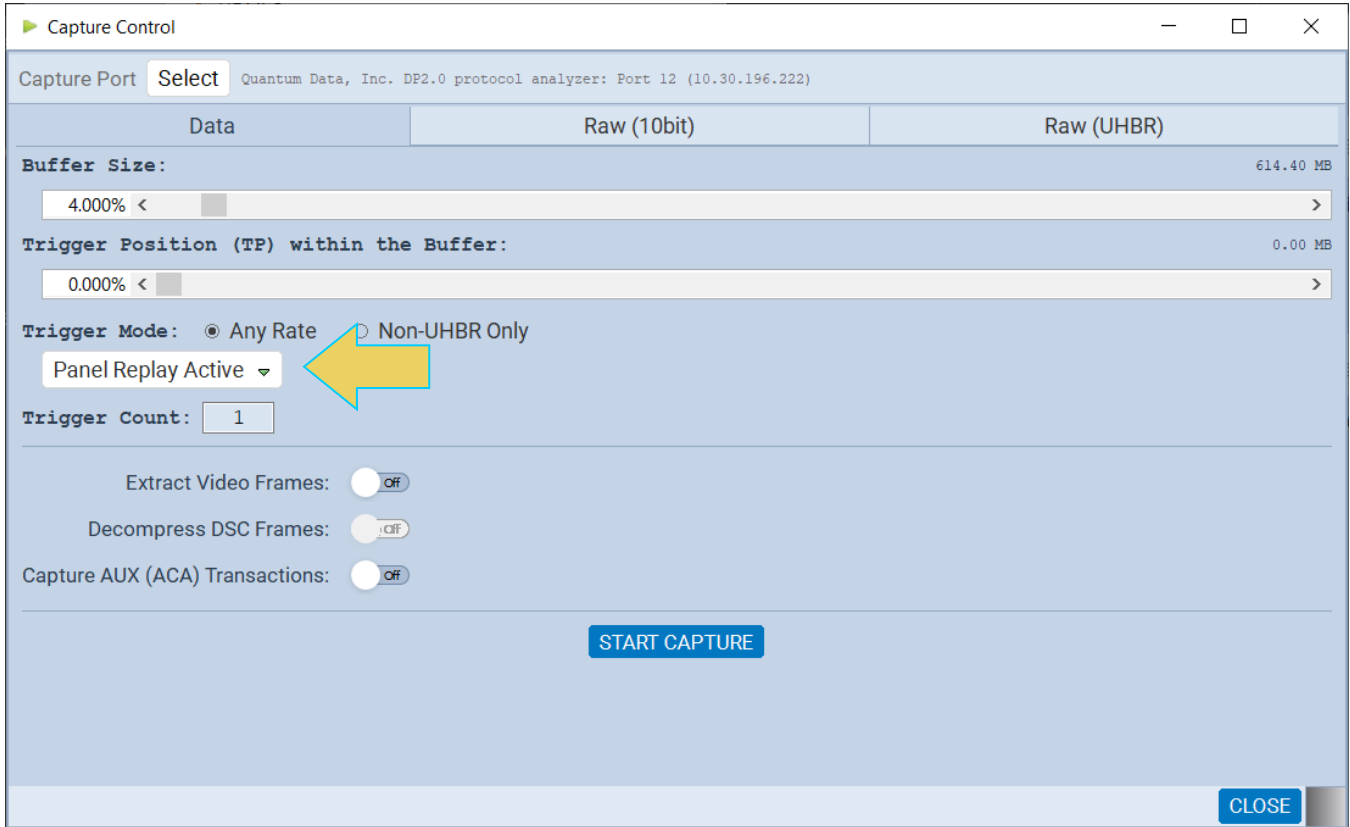 Capture Control
Capture Port Select Quantum Data, Inc. DP2.0 protocol analyzer: Port 12 (10.30.196.222)
Data Raw (10bit) Raw (UHBR)
Buffer Size: 614.40 MB
4.000% < >
Trigger Position (TP) within the Buffer: 0.00 MB
0.000% < >
Trigger Mode: Any Rate Non-UHBR Only
Panel Replay Active
Trigger Count: 1
Extract Video Frames: Off
Decompress DSC Frames: Off
Capture AUX (ACA) Transactions: Off
START CAPTURE
CLOSE